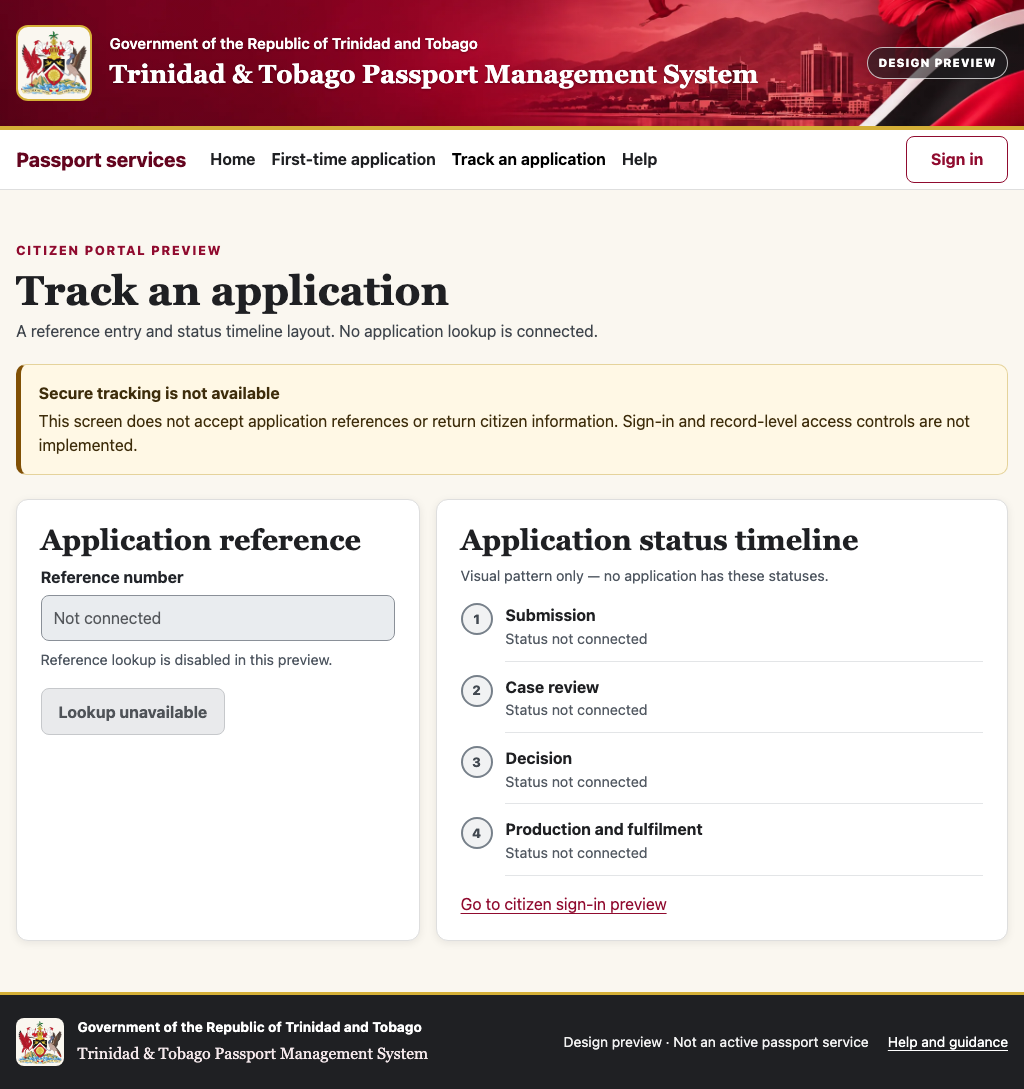 Government of the Republic of Trinidad and Tobago
Trinidad & Tobago Passport Management System
DESIGN PREVIEW
Passport services
Home
First-time application
Track an application
Help
Sign in
CITIZEN PORTAL PREVIEW
Track an application
A reference entry and status timeline layout. No application lookup is connected.
Secure tracking is not available
This screen does not accept application references or return citizen information. Sign-in and record-level access controls are not
implemented.
Application reference
Reference number
Not connected
Reference lookup is disabled in this preview.
Lookup unavailable
Application status timeline
Visual pattern only — no application has these statuses.
1
Submission
Status not connected
2
Case review
Status not connected
3
Decision
Status not connected
4
Production and fulfilment
Status not connected
Go to citizen sign-in preview
Government of the Republic of Trinidad and Tobago
Trinidad & Tobago Passport Management System
Design preview · Not an active passport service
Help and guidance